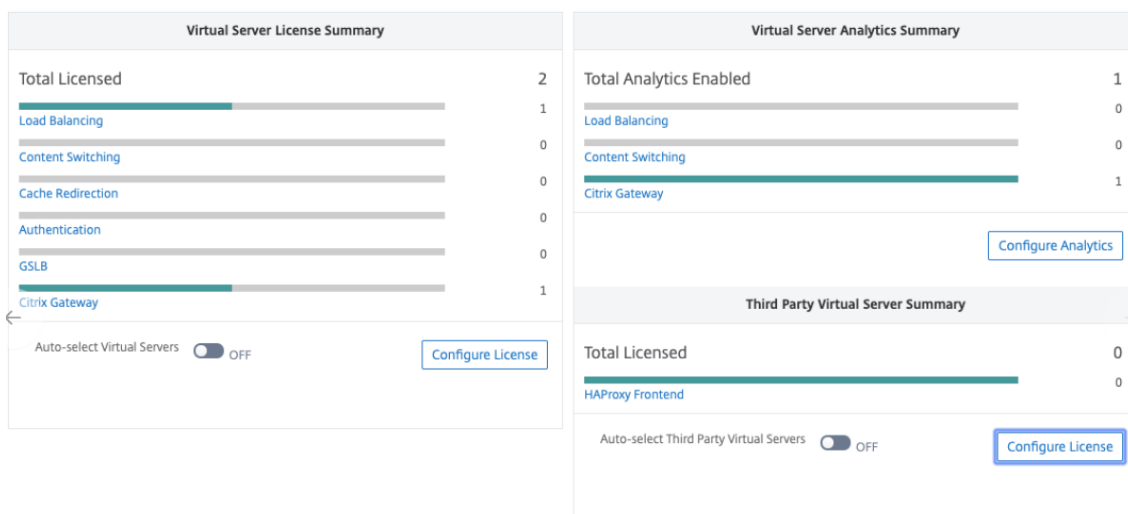 Virtual Server License Summary
Total Licensed 2
1
Load Balancing
0
Content Switching
0
Cache Redirection
0
Authentication
0
GSLB
1
Citrix Gateway
Auto-select Virtual Servers OFF Configure License
Virtual Server Analytics Summary
Total Analytics Enabled 1
0
Load Balancing
0
Content Switching
1
Citrix Gateway
Configure Analytics
Third Party Virtual Server Summary
Total Licensed 0
0
HAProxy Frontend
Auto-select Third Party Virtual Servers OFF Configure License